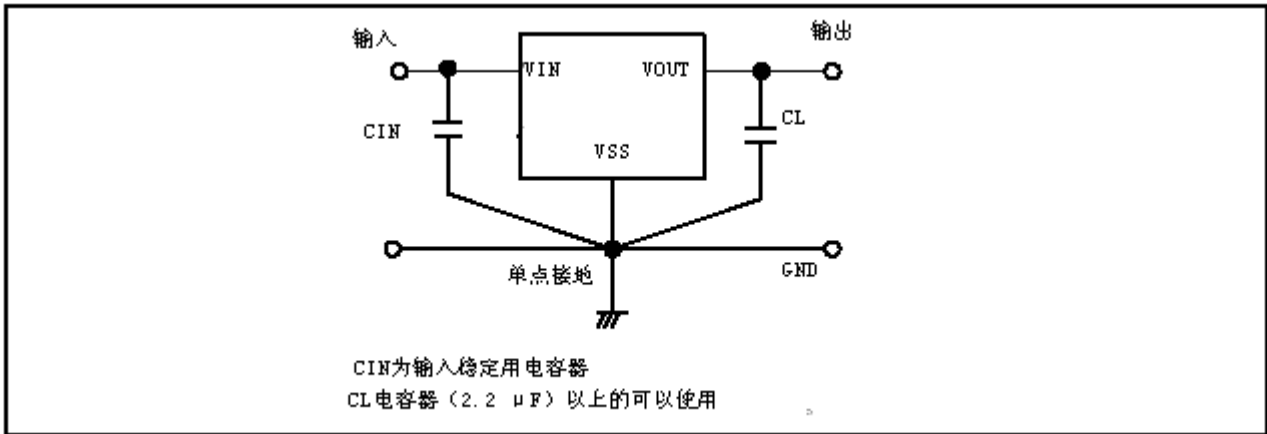 输入
输出
VIN
VOUT
CIN
CL
VSS
单点接地
GND
CIN为输入稳定用电容器
CL电容器（2.2 μF）以上的可以使用